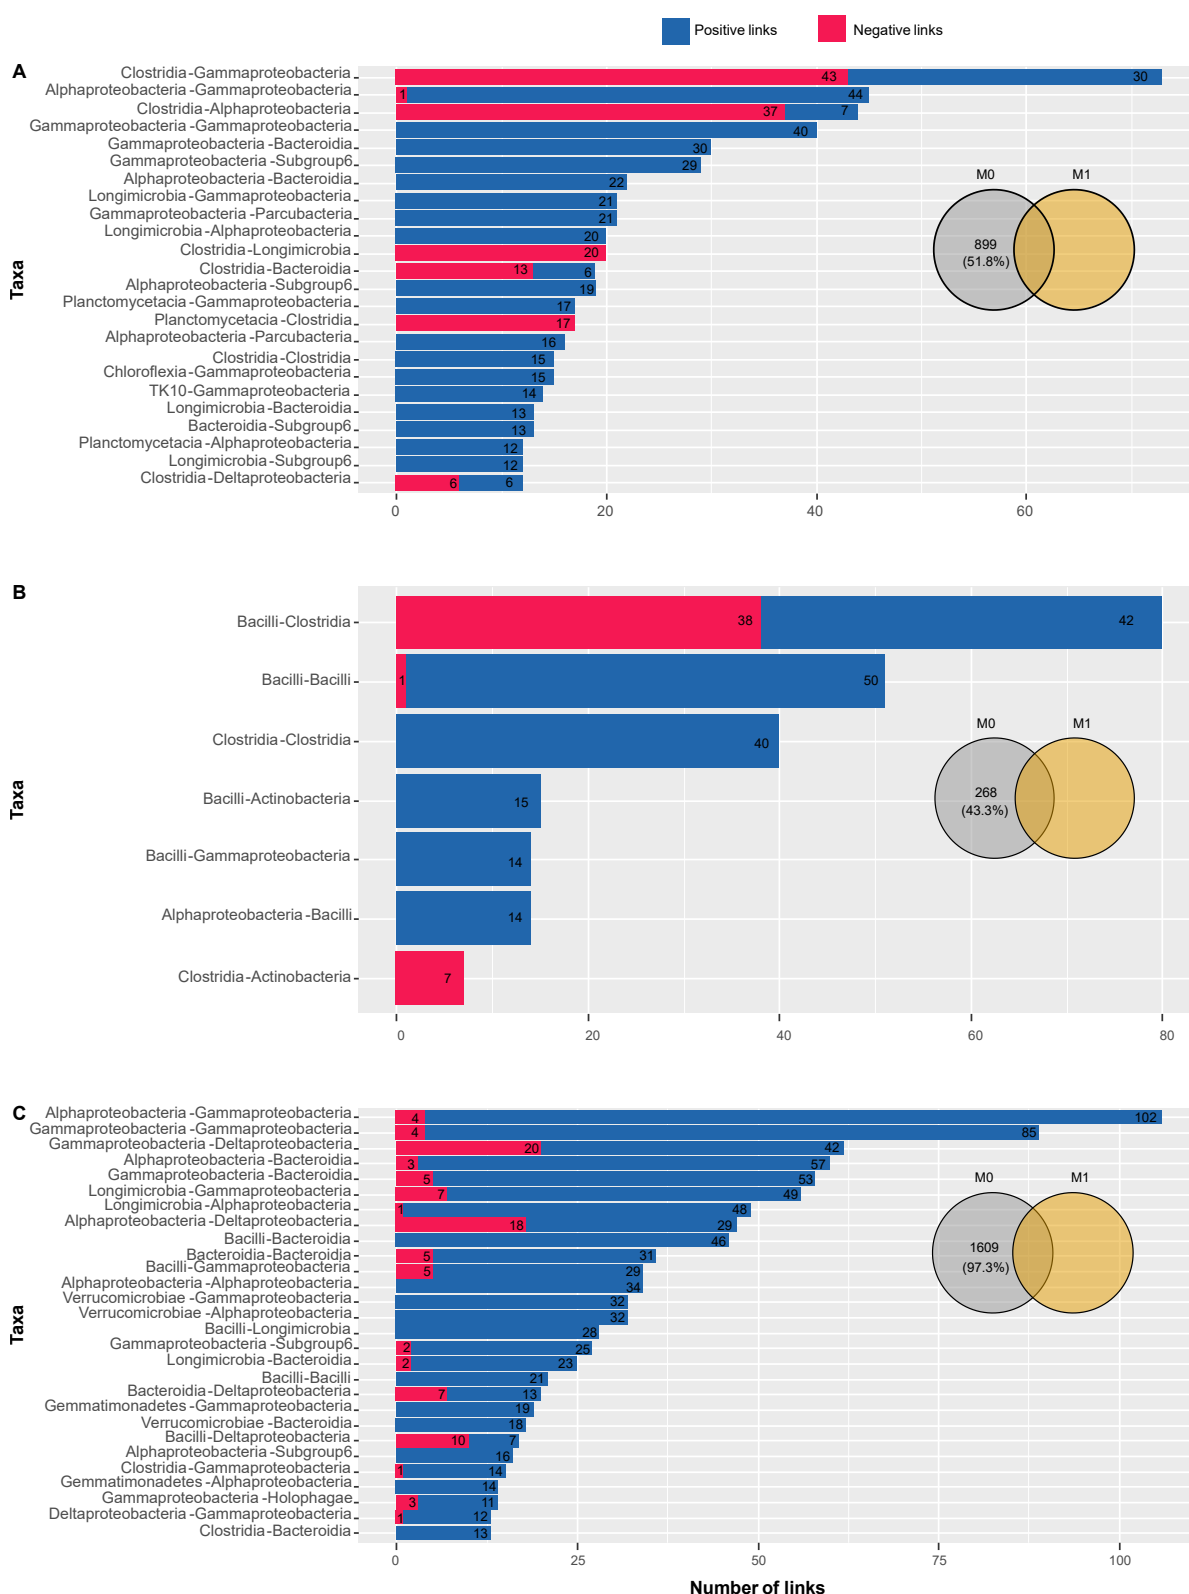 Positive links Negative links
A
Clostridia-Gammaproteobacteria 43 30
Alphaproteobacteria-Gammaproteobacteria 1 44
Clostridia-Alphaproteobacteria 37 7
Gammaproteobacteria-Gammaproteobacteria 40
Gammaproteobacteria-Bacteroidia 30
Gammaproteobacteria-Subgroup6 29
Alphaproteobacteria-Bacteroidia 22
Longimicrobia-Gammaproteobacteria 21
Gammaproteobacteria-Parcubacteria 21
Longimicrobia-Alphaproteobacteria 20
Clostridia-Longimicrobia 20
Clostridia-Bacteroidia 13 6
Alphaproteobacteria-Subgroup6 19
Planctomycetacia-Gammaproteobacteria 17
Planctomycetacia-Clostridia 17
Alphaproteobacteria-Parcubacteria 16
Clostridia-Clostridia 15
Chloroflexia-Gammaproteobacteria 15
TK10-Gammaproteobacteria 14
Longimicrobia-Bacteroidia 13
Bacteroidia-Subgroup6 13
Planctomycetacia-Alphaproteobacteria 12
Longimicrobia-Subgroup6 12
Clostridia-Deltaproteobacteria 6 6
Taxa
M0 M1
899
(51.8%)
0 20 40 60
B
Bacilli-Clostridia 38 42
Bacilli-Bacilli 1 50
Clostridia-Clostridia 40
Bacilli-Actinobacteria 15
Bacilli-Gammaproteobacteria 14
Alphaproteobacteria-Bacilli 14
Clostridia-Actinobacteria 7
Taxa
M0 M1
268
(43.3%)
0 20 40 60 80
C
Alphaproteobacteria-Gammaproteobacteria 4 102
Gammaproteobacteria-Gammaproteobacteria 4 85
Gammaproteobacteria-Deltaproteobacteria 20 42
Alphaproteobacteria-Bacteroidia 3 57
Gammaproteobacteria-Bacteroidia 5 53
Longimicrobia-Gammaproteobacteria 7 49
Longimicrobia-Alphaproteobacteria 1 48
Alphaproteobacteria-Deltaproteobacteria 18 29
Bacilli-Bacteroidia 46
Bacteroidia-Bacteroidia 5 31
Bacilli-Gammaproteobacteria 5 29
Alphaproteobacteria-Alphaproteobacteria 34
Verrucomicrobiae-Gammaproteobacteria 32
Verrucomicrobiae-Alphaproteobacteria 32
Bacilli-Longimicrobia 28
Gammaproteobacteria-Subgroup6 2 25
Longimicrobia-Bacteroidia 2 23
Bacilli-Bacilli 21
Bacteroidia-Deltaproteobacteria 7 13
Gemmatimonadetes-Gammaproteobacteria 19
Verrucomicrobiae-Bacteroidia 18
Bacilli-Deltaproteobacteria 10 7
Alphaproteobacteria-Subgroup6 16
Clostridia-Gammaproteobacteria 1 14
Gemmatimonadetes-Alphaproteobacteria 14
Gammaproteobacteria-Holophagae 3 11
Deltaproteobacteria-Gammaproteobacteria 1 12
Clostridia-Bacteroidia 13
Taxa
M0 M1
1609
(97.3%)
0 25 50 75 100
Number of links